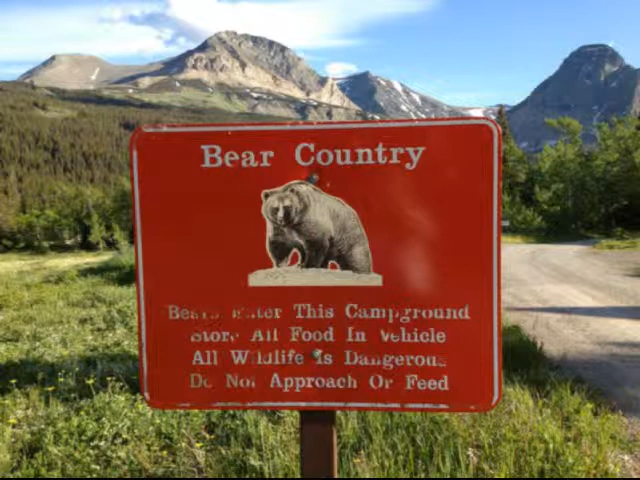 Bear Country
Bears Enter This Campground
Store All Food In Vehicle
All Wildlife Is Dangerous
Do Not Approach Or Feed